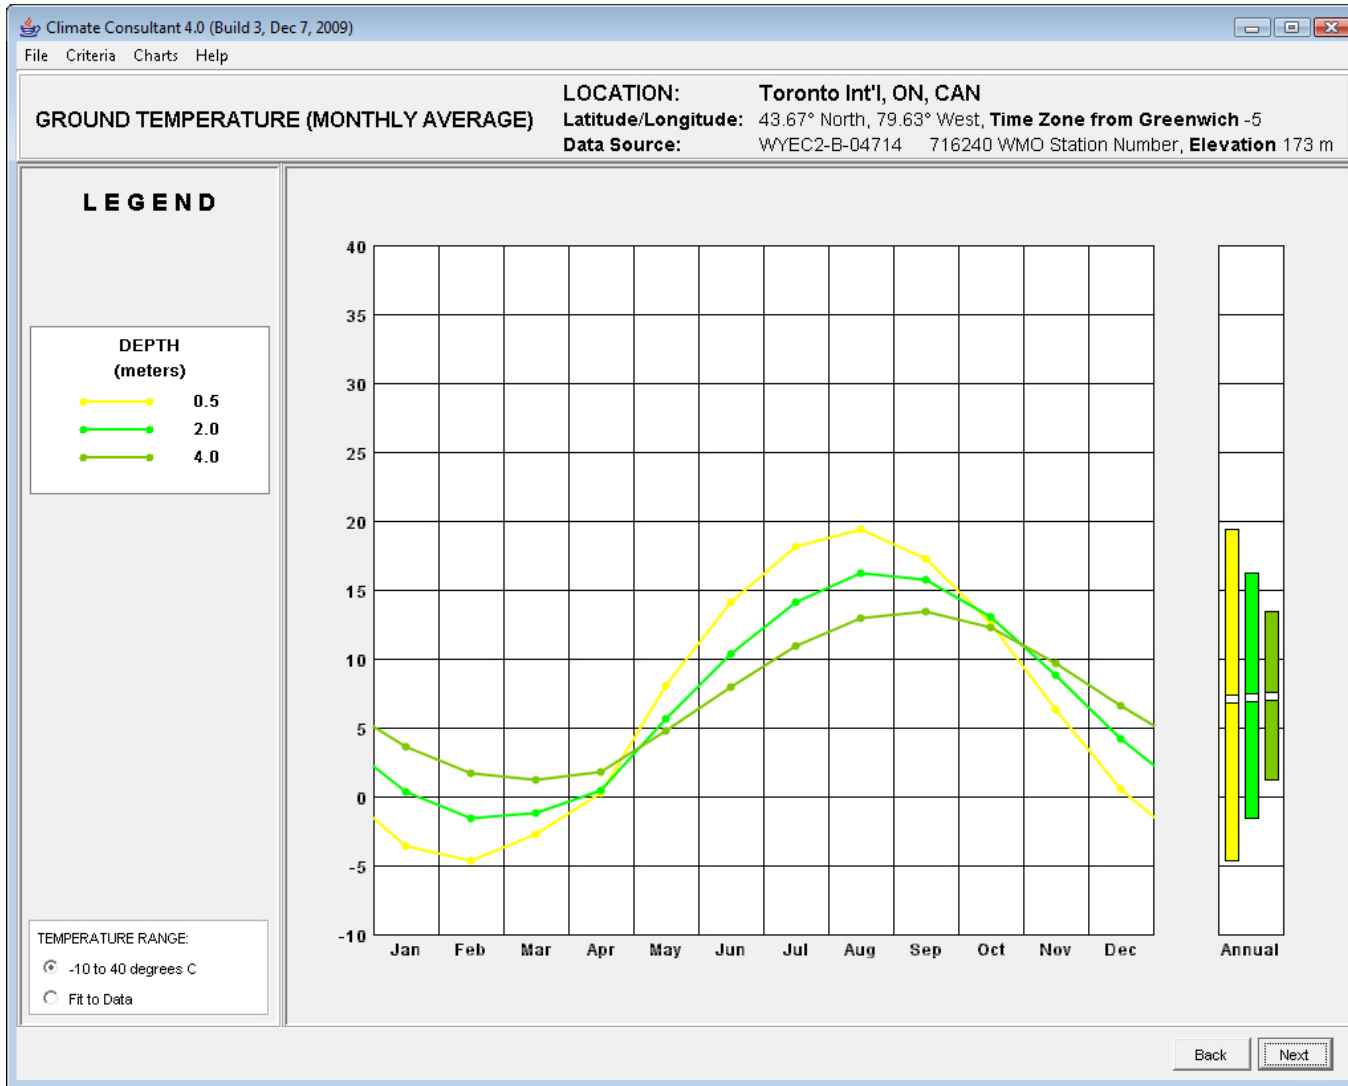 Climate Consultant 4.0 (Build 3, Dec 7, 2009)
File Criteria Charts Help
GROUND TEMPERATURE (MONTHLY AVERAGE)
LOCATION: Toronto Int'l, ON, CAN
Latitude/Longitude: 43.67° North, 79.63° West, Time Zone from Greenwich -5
Data Source: WYEC2-B-04714 716240 WMO Station Number, Elevation 173 m
LEGEND
DEPTH
(meters)
0.5
2.0
4.0
TEMPERATURE RANGE:
-10 to 40 degrees C
Fit to Data
40
35
30
25
20
15
10
5
0
-5
-10
Jan Feb Mar Apr May Jun Jul Aug Sep Oct Nov Dec Annual
Back Next